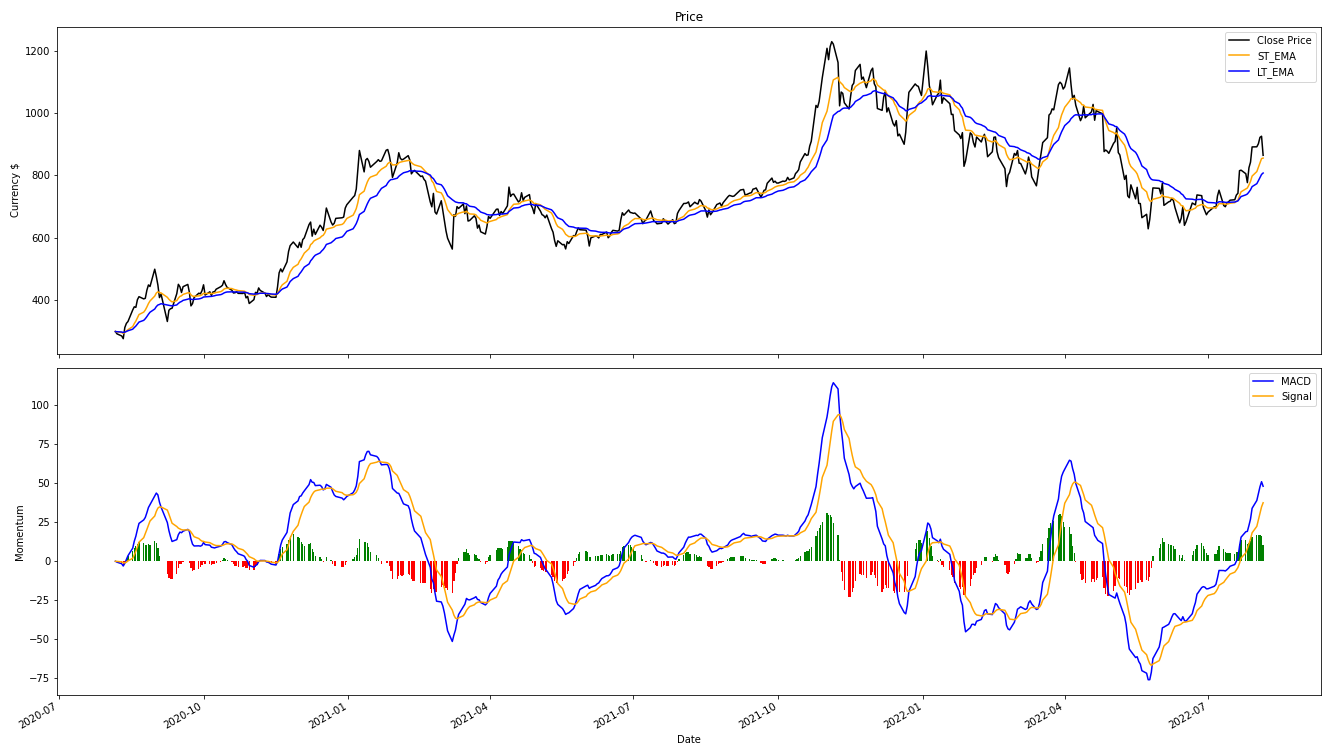 Price
Currency $
1200
1000
800
600
400
Close Price
ST_EMA
LT_EMA
Momentum
100
75
50
25
0
−25
−50
−75
MACD
Signal
2020-07
2020-10
2021-01
2021-04
2021-07
2021-10
2022-01
2022-04
2022-07
Date